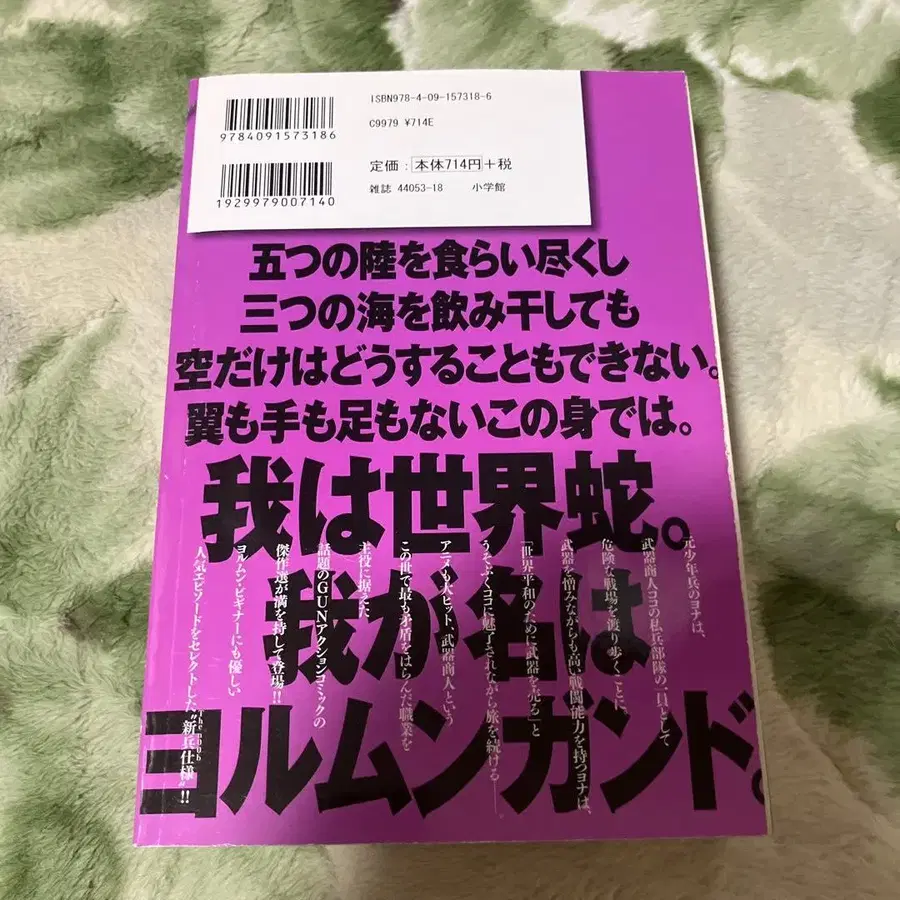 ISBN978-4-09-157318-6
C9979 ¥714E
9784091573186
定価：本体714円+税
雑誌 44053-18 小学館
1929979007140
五つの陸を食らい尽くし
三つの海を飲み干しても
空だけはどうすることもできない。
翼も手も足もないこの身では。
我は世界蛇。
我が名は
ヨルムンガンド。
元少年兵のヨナは、
武器商人ココの私兵部隊の一員として
危険な戦場を渡り歩くことに。
武器を憎みながらも高い戦闘能力を持つヨナは、
「世界平和のために武器を売る」と
うそぶくココに魅了されながら旅を続ける──。
アニメも大ヒット、武器商人という
この世で最も矛盾をはらんだ職業を
主役に据えた
話題のGUNアクションコミックの
傑作選が満を持して登場!!
ヨルムン・ビギナーにも優しい
人気エピソードをセレクトした"新兵仕様"!!
The noob